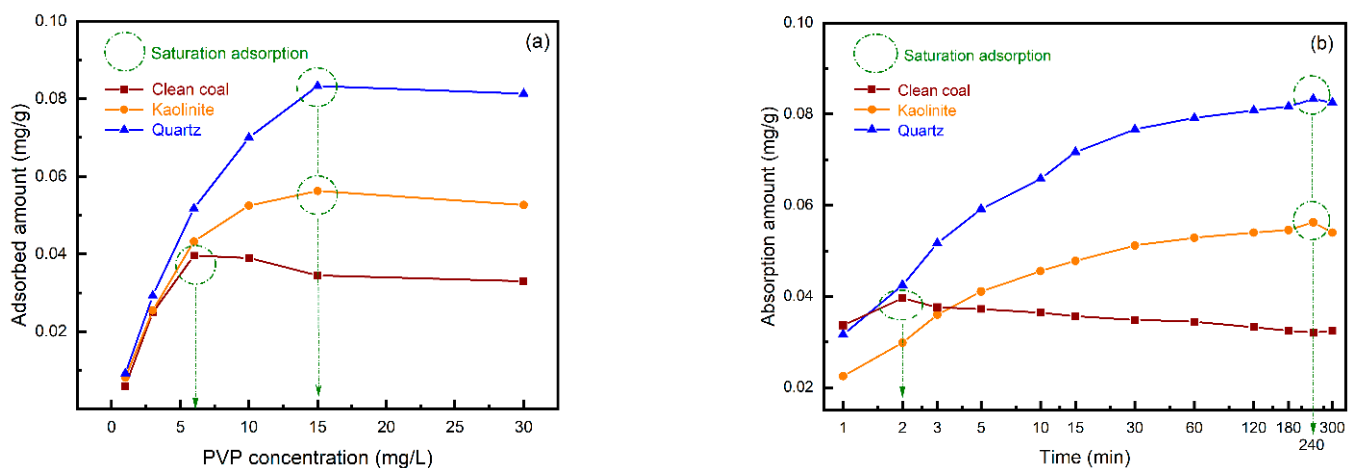 (a)
Saturation adsorption
Clean coal
Kaolinite
Quartz
Adsorbed amount (mg/g)
0.10
0.08
0.06
0.04
0.02
0 5 10 15 20 25 30
PVP concentration (mg/L)
(b)
Saturation adsorption
Clean coal
Kaolinite
Quartz
Absorption amount (mg/g)
0.10
0.08
0.06
0.04
0.02
1 2 3 5 10 15 30 60 120 180 300
240
Time (min)